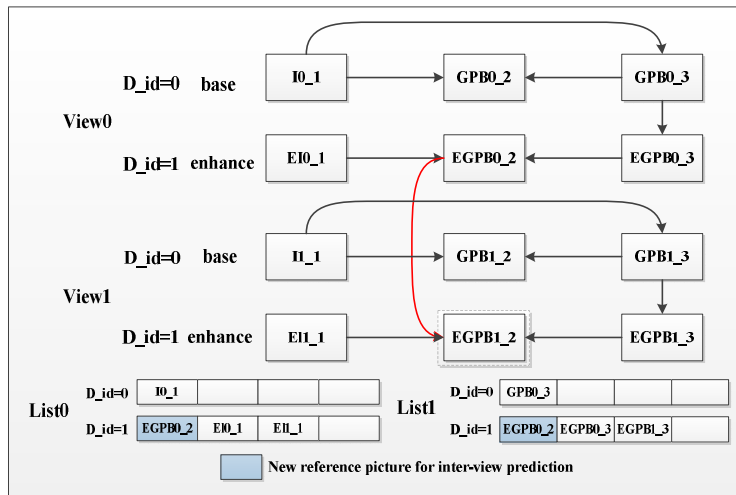 D_id=0 base I0_1 GPB0_2 GPB0_3
View0
D_id=1 enhance EI0_1 EGPB0_2 EGPB0_3
D_id=0 base I1_1 GPB1_2 GPB1_3
View1
D_id=1 enhance EI1_1 EGPB1_2 EGPB1_3
List0
D_id=0 I0_1
D_id=1 EGPB0_2 EI0_1 EI1_1
List1
D_id=0 GPB0_3
D_id=1 EGPB0_2 EGPB0_3 EGPB1_3
New reference picture for inter-view prediction